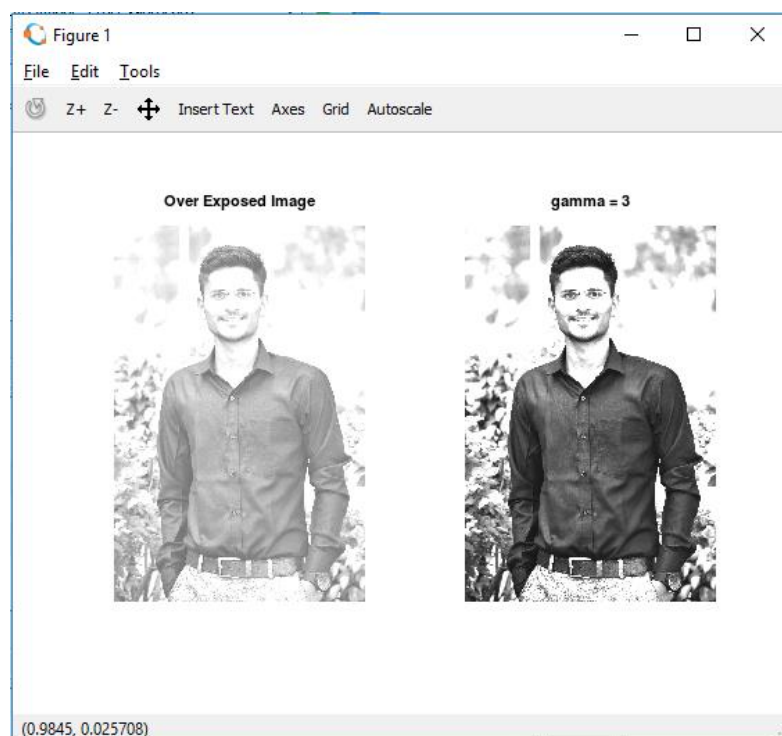 Figure 1
File Edit Tools
Z+ Z- Insert Text Axes Grid Autoscale
Over Exposed Image
gamma = 3
(0.9845, 0.025708)